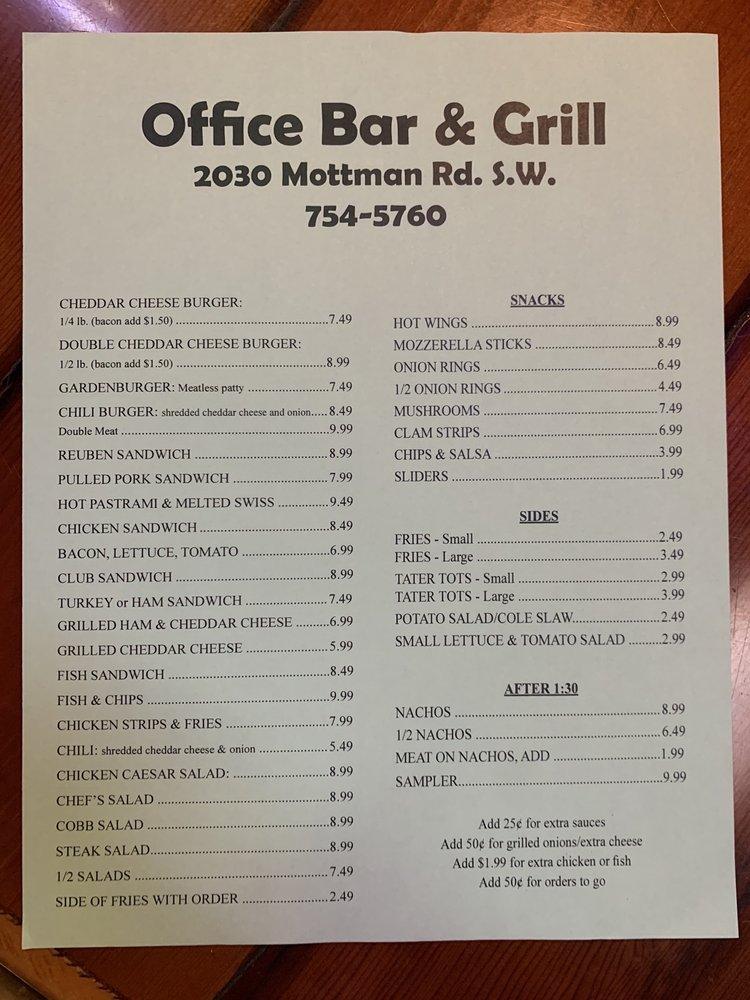 Office Bar & Grill
2030 Mottman Rd. S.W.
754-5760
CHEDDAR CHEESE BURGER:
1/4 lb. (bacon add $1.50) ........ 7.49
DOUBLE CHEDDAR CHEESE BURGER:
1/2 lb. (bacon add $1.50) ........ 8.99
GARDENBURGER: Meatless patty ........ 7.49
CHILI BURGER: shredded cheddar cheese and onion..... 8.49
Double Meat ........ 9.99
REUBEN SANDWICH ........ 8.99
PULLED PORK SANDWICH ........ 7.99
HOT PASTRAMI & MELTED SWISS ........ 9.49
CHICKEN SANDWICH ........ 8.49
BACON, LETTUCE, TOMATO ........ 6.99
CLUB SANDWICH ........ 8.99
TURKEY or HAM SANDWICH ........ 7.49
GRILLED HAM & CHEDDAR CHEESE ........ 6.99
GRILLED CHEDDAR CHEESE ........ 5.99
FISH SANDWICH ........ 8.49
FISH & CHIPS ........ 9.99
CHICKEN STRIPS & FRIES ........ 7.99
CHILI: shredded cheddar cheese & onion ........ 5.49
CHICKEN CAESAR SALAD: ........ 8.99
CHEF'S SALAD ........ 8.99
COBB SALAD ........ 8.99
STEAK SALAD........ 8.99
1/2 SALADS ........ 7.49
SIDE OF FRIES WITH ORDER ........ 2.49
SNACKS
HOT WINGS ........ 8.99
MOZZERELLA STICKS ........ 8.49
ONION RINGS ........ 6.49
1/2 ONION RINGS ........ 4.49
MUSHROOMS ........ 7.49
CLAM STRIPS ........ 6.99
CHIPS & SALSA ........ 3.99
SLIDERS ........ 1.99
SIDES
FRIES - Small ........ 2.49
FRIES - Large ........ 3.49
TATER TOTS - Small ........ 2.99
TATER TOTS - Large ........ 3.99
POTATO SALAD/COLE SLAW........ 2.49
SMALL LETTUCE & TOMATO SALAD ........ 2.99
AFTER 1:30
NACHOS ........ 8.99
1/2 NACHOS ........ 6.49
MEAT ON NACHOS, ADD ........ 1.99
SAMPLER........ 9.99
Add 25¢ for extra sauces
Add 50¢ for grilled onions/extra cheese
Add $1.99 for extra chicken or fish
Add 50¢ for orders to go